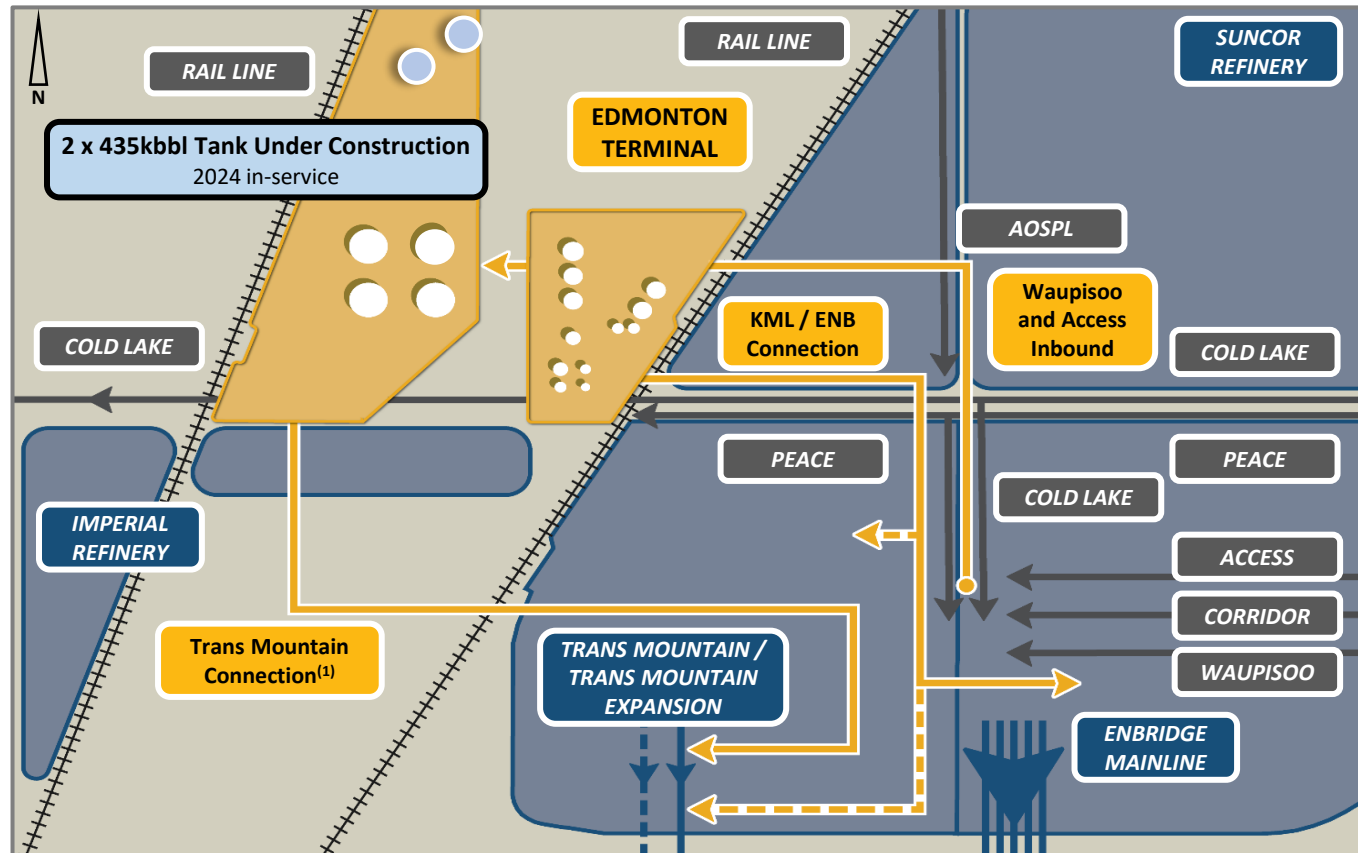 N
RAIL LINE
RAIL LINE
SUNCOR
REFINERY
2 x 435kbbl Tank Under Construction
2024 in-service
EDMONTON
TERMINAL
AOSPL
COLD LAKE
KML / ENB
Connection
Waupisoo
and Access
Inbound
COLD LAKE
PEACE
PEACE
COLD LAKE
IMPERIAL
REFINERY
ACCESS
CORRIDOR
WAUPISOO
Trans Mountain
Connection(1)
TRANS MOUNTAIN /
TRANS MOUNTAIN
EXPANSION
ENBRIDGE
MAINLINE